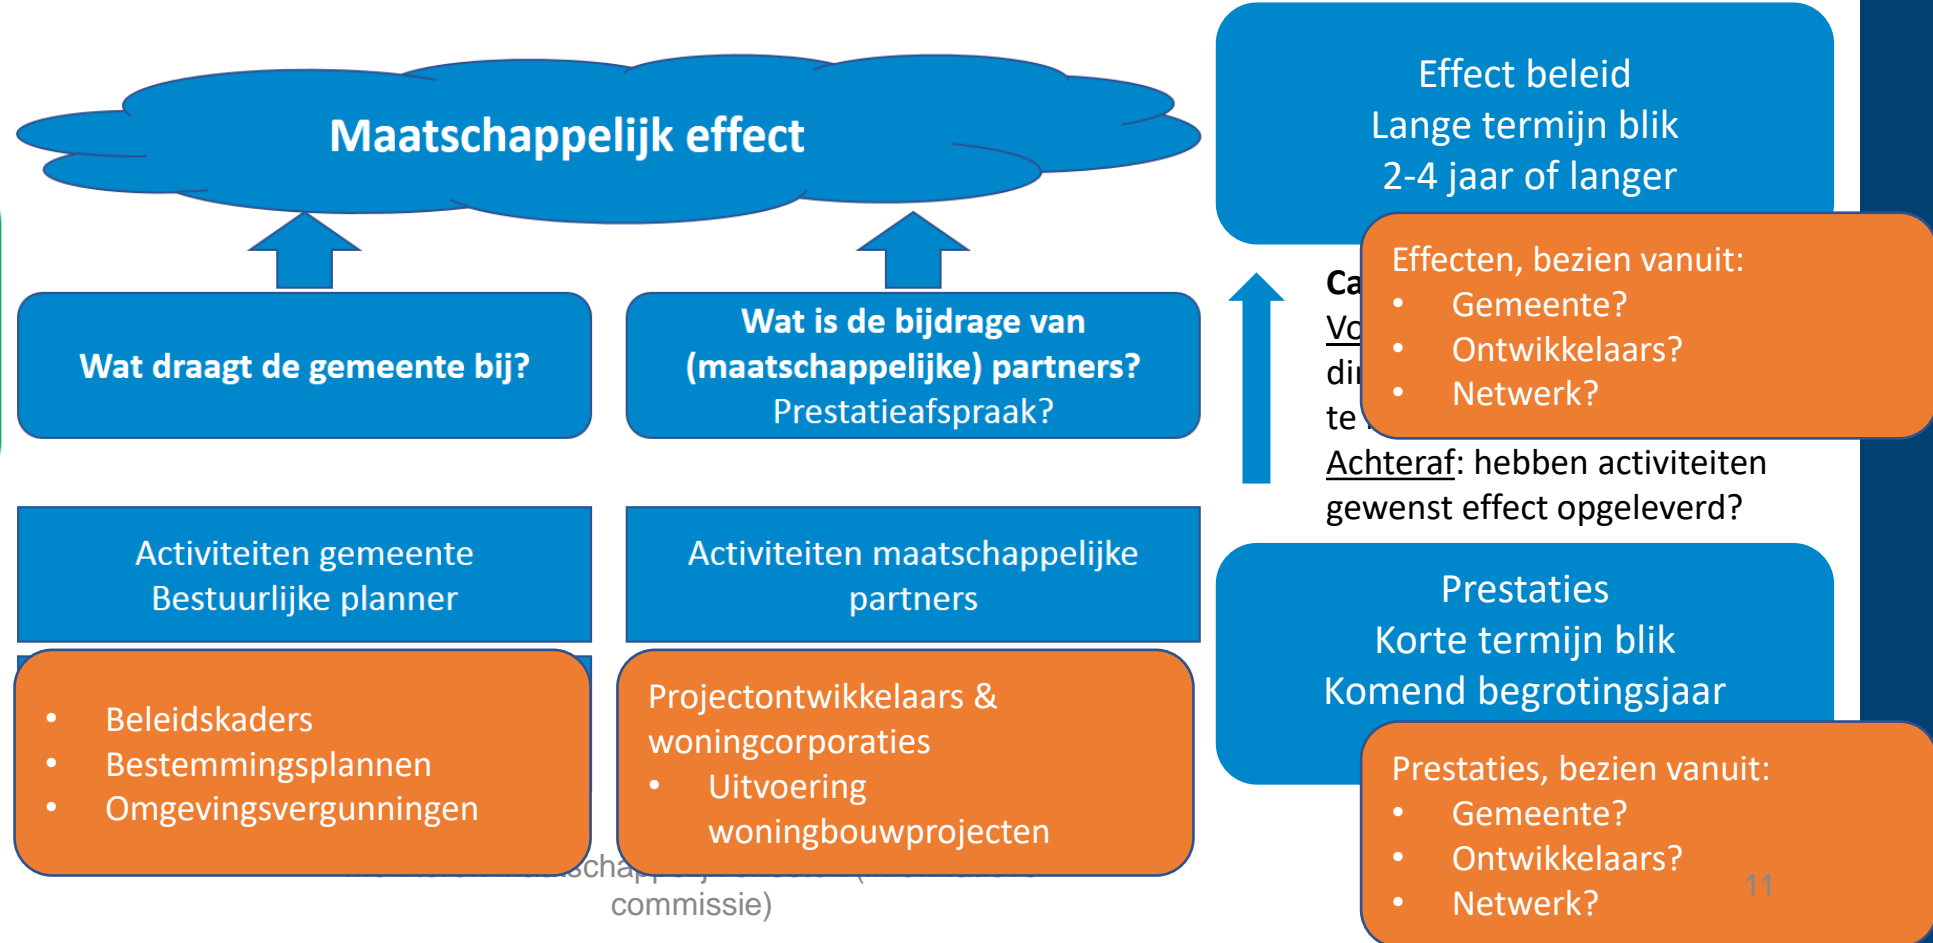 Maatschappelijk effect
Wat draagt de gemeente bij?
Wat is de bijdrage van
(maatschappelijke) partners?
Prestatieafspraak?
Activiteiten gemeente
Bestuurlijke planner
Activiteiten maatschappelijke
partners
• Beleidskaders
• Bestemmingsplannen
• Omgevingsvergunningen
Projectontwikkelaars &
woningcorporaties
• Uitvoering
woningbouwprojecten
commissie)
Effect beleid
Lange termijn blik
2-4 jaar of langer
Effecten, bezien vanuit:
• Gemeente?
• Ontwikkelaars?
• Netwerk?
te
Achteraf: hebben activiteiten
gewenst effect opgeleverd?
Prestaties
Korte termijn blik
Komend begrotingsjaar
Prestaties, bezien vanuit:
• Gemeente?
• Ontwikkelaars?
• Netwerk?
11